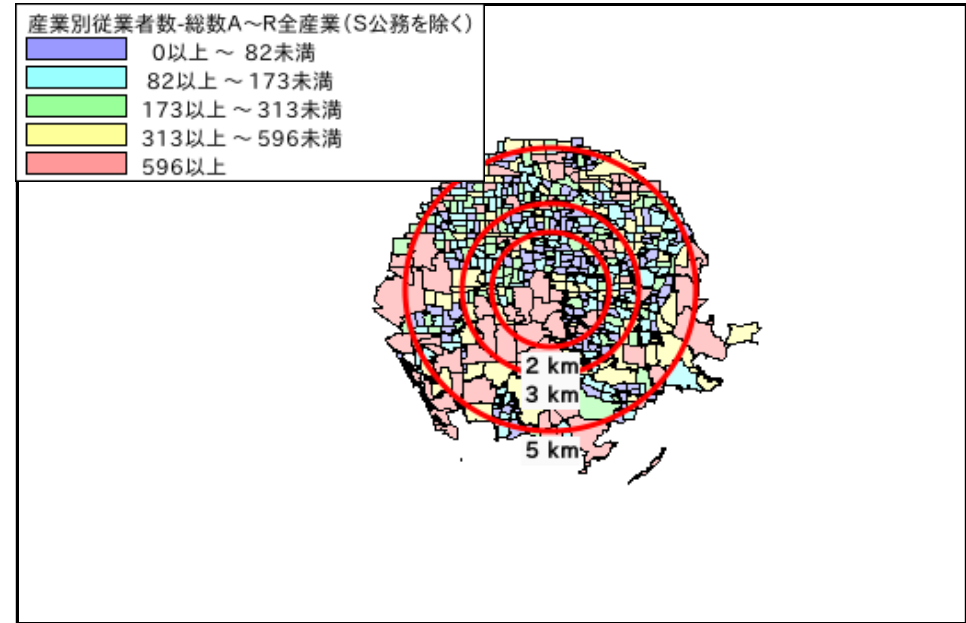 産業別従業者数-総数A～R全産業(S公務を除く)
0以上 ～ 82未満
82以上 ～ 173未満
173以上 ～ 313未満
313以上 ～ 596未満
596以上
2 km
3 km
5 km